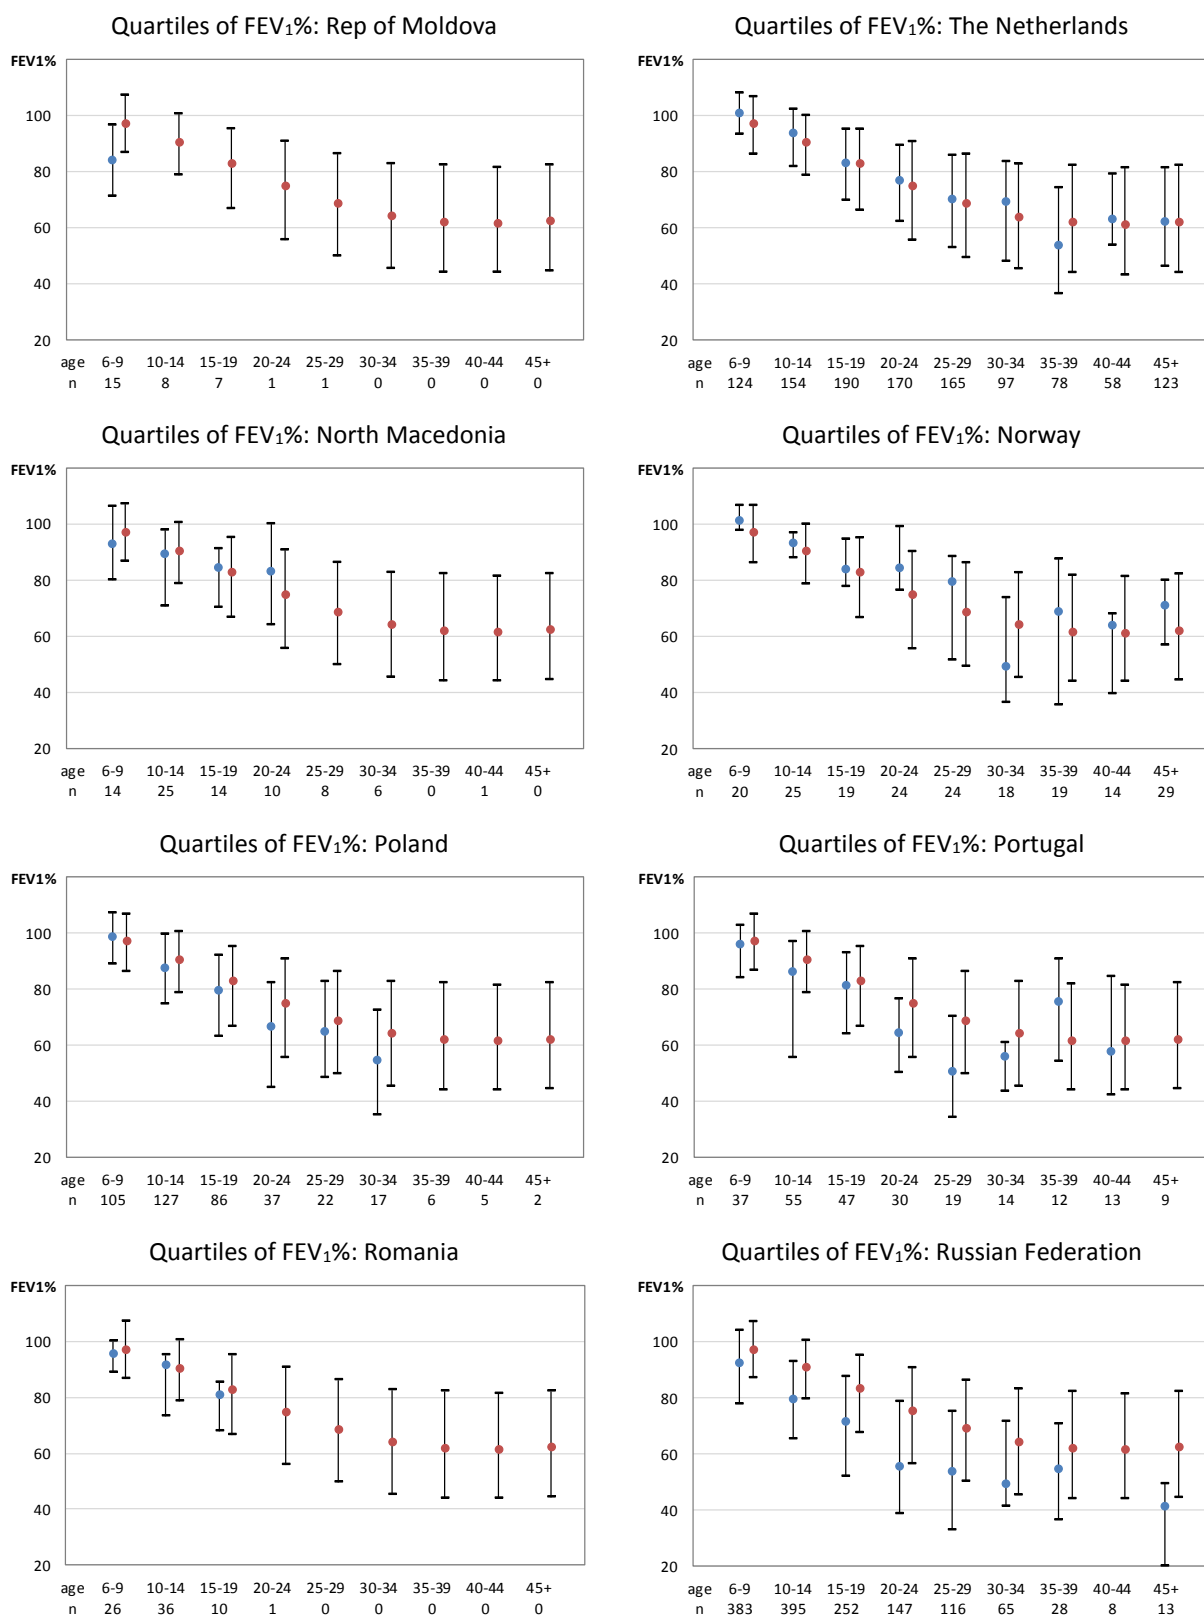 Quartiles of FEV₁%: Rep of Moldova
FEV1%
100
80
60
40
20
age 6-9 10-14 15-19 20-24 25-29 30-34 35-39 40-44 45+
n 15 8 7 1 1 0 0 0 0
Quartiles of FEV₁%: The Netherlands
FEV1%
100
80
60
40
20
age 6-9 10-14 15-19 20-24 25-29 30-34 35-39 40-44 45+
n 124 154 190 170 165 97 78 58 123
Quartiles of FEV₁%: North Macedonia
FEV1%
100
80
60
40
20
age 6-9 10-14 15-19 20-24 25-29 30-34 35-39 40-44 45+
n 14 25 14 10 8 6 0 1 0
Quartiles of FEV₁%: Norway
FEV1%
100
80
60
40
20
age 6-9 10-14 15-19 20-24 25-29 30-34 35-39 40-44 45+
n 20 25 19 24 24 18 19 14 29
Quartiles of FEV₁%: Poland
FEV1%
100
80
60
40
20
age 6-9 10-14 15-19 20-24 25-29 30-34 35-39 40-44 45+
n 105 127 86 37 22 17 6 5 2
Quartiles of FEV₁%: Portugal
FEV1%
100
80
60
40
20
age 6-9 10-14 15-19 20-24 25-29 30-34 35-39 40-44 45+
n 37 55 47 30 19 14 12 13 9
Quartiles of FEV₁%: Romania
FEV1%
100
80
60
40
20
age 6-9 10-14 15-19 20-24 25-29 30-34 35-39 40-44 45+
n 26 36 10 1 0 0 0 0 0
Quartiles of FEV₁%: Russian Federation
FEV1%
100
80
60
40
20
age 6-9 10-14 15-19 20-24 25-29 30-34 35-39 40-44 45+
n 383 395 252 147 116 65 28 8 13